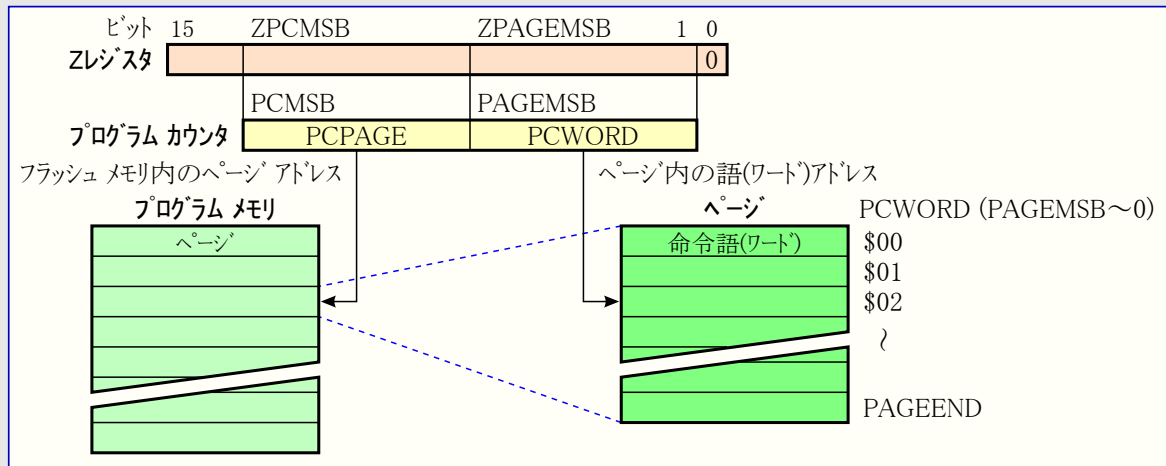 ビット 15 ZPCMSB ZPAGEMSB 1 0
Zレジスタ 0
PCMSB PAGEMSB
プログラム カウンタ PCPAGE PCWORD
フラッシュ メモリ内のページ アドレス ページ内の語(ワード)アドレス
プログラム メモリ ページ PCWORD (PAGEMSB～0)
ページ 命令語(ワード) $00
$01
$02
～
PAGEEND